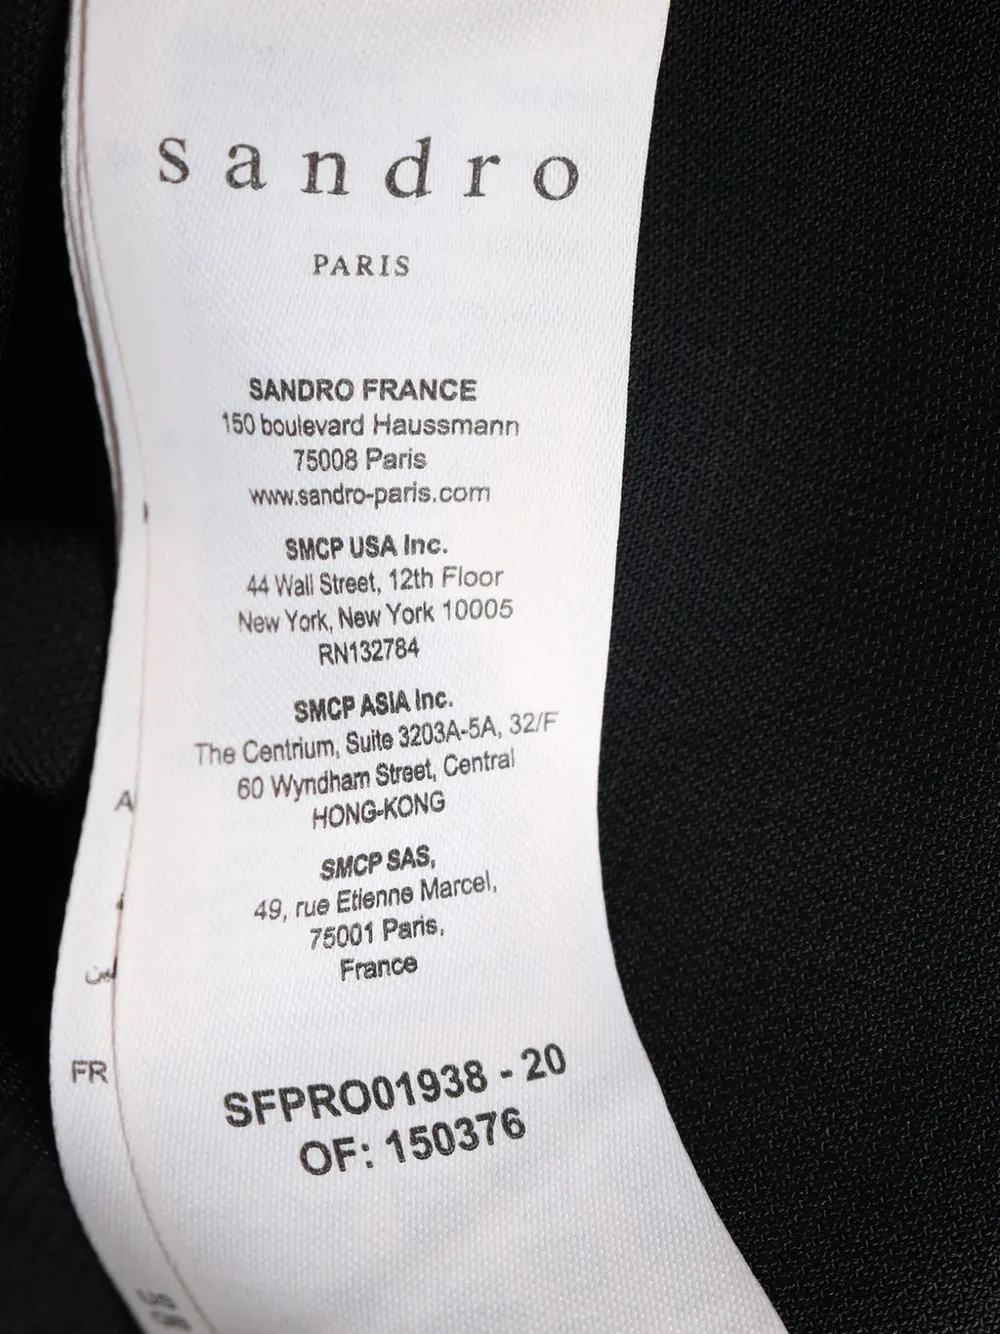 sandro
PARIS
SANDRO FRANCE
150 boulevard Haussmann
75008 Paris
www.sandro-paris.com
SMCP USA Inc.
44 Wall Street, 12th Floor
New York, New York 10005
RN132784
SMCP ASIA Inc.
The Centrium, Suite 3203A-5A, 32/F
60 Wyndham Street, Central
HONG-KONG
SMCP SAS,
49, rue Etienne Marcel,
75001 Paris,
France
SFPRO01938 - 20
OF: 150376
A
FR